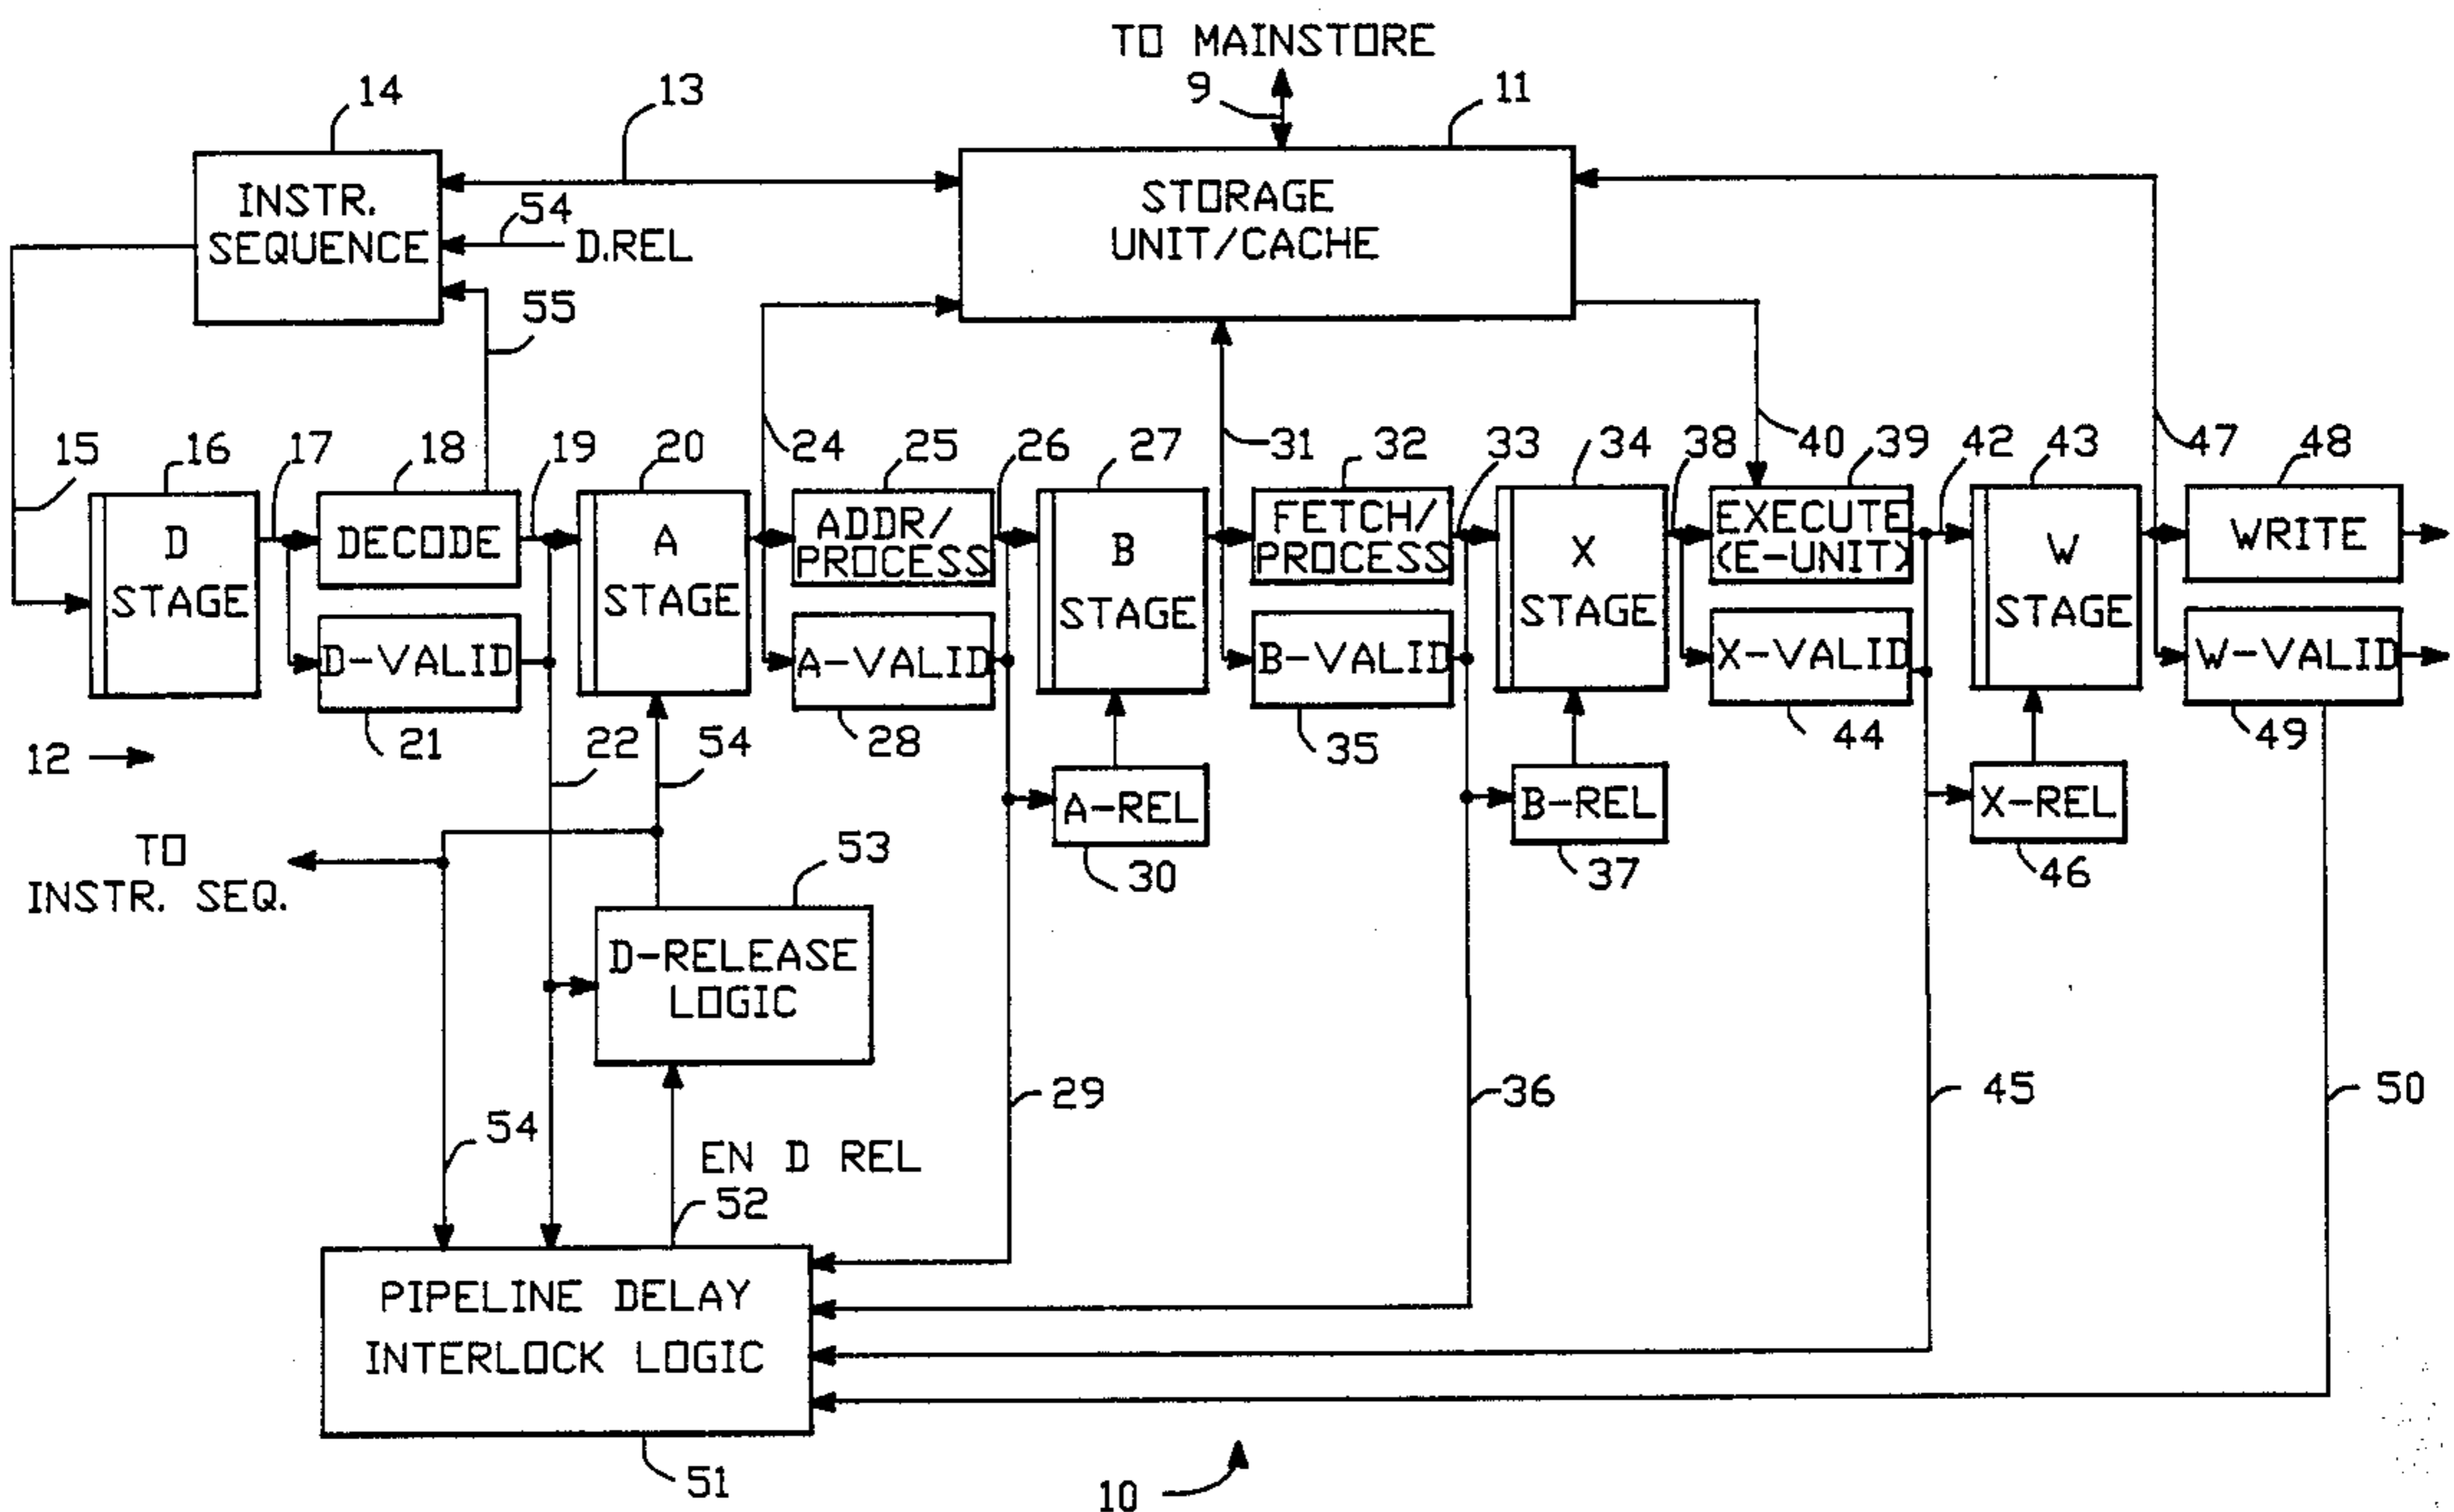 TO MAINSTORE
9
11
14
13
INSTR.
SEQUENCE
54
D.REL
STORAGE
UNIT/CACHE
55
15
16
17
18
19
20
24
25
26
27
31
32
33
34
38
40
39
42
43
47
48
D
STAGE
DECODE
A
STAGE
ADDR/
PROCESS
B
STAGE
FETCH/
PROCESS
X
STAGE
EXECUTE
(E-UNIT)
W
STAGE
WRITE
D-VALID
A-VALID
B-VALID
X-VALID
W-VALID
12
21
22
54
28
35
44
49
A-REL
B-REL
X-REL
30
37
46
TO
INSTR. SEQ.
53
D-RELEASE
LOGIC
29
36
45
50
54
EN D REL
52
PIPELINE DELAY
INTERLOCK LOGIC
51
10